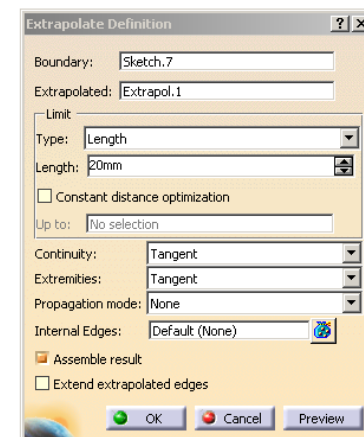 Extrapolate Definition ? X
Boundary: Sketch.7
Extrapolated: Extrapol.1
Limit
Type: Length
Length: 20mm
Constant distance optimization
Up to: No selection
Continuity: Tangent
Extremities: Tangent
Propagation mode: None
Internal Edges: Default (None)
Assemble result
Extend extrapolated edges
OK Cancel Preview